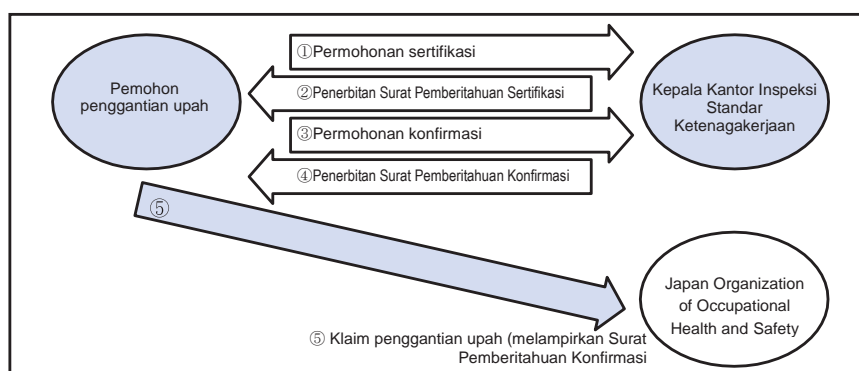 ①Permohonan sertifikasi
Pemohon
penggantian upah
②Penerbitan Surat Pemberitahuan Sertifikasi
Kepala Kantor Inspeksi
Standar
Ketenagakerjaan
③Permohonan konfirmasi
④Penerbitan Surat Pemberitahuan Konfirmasi
⑤
Japan Organization
of Occupational
Health and Safety
⑤ Klaim penggantian upah (melampirkan Surat
Pemberitahuan Konfirmasi